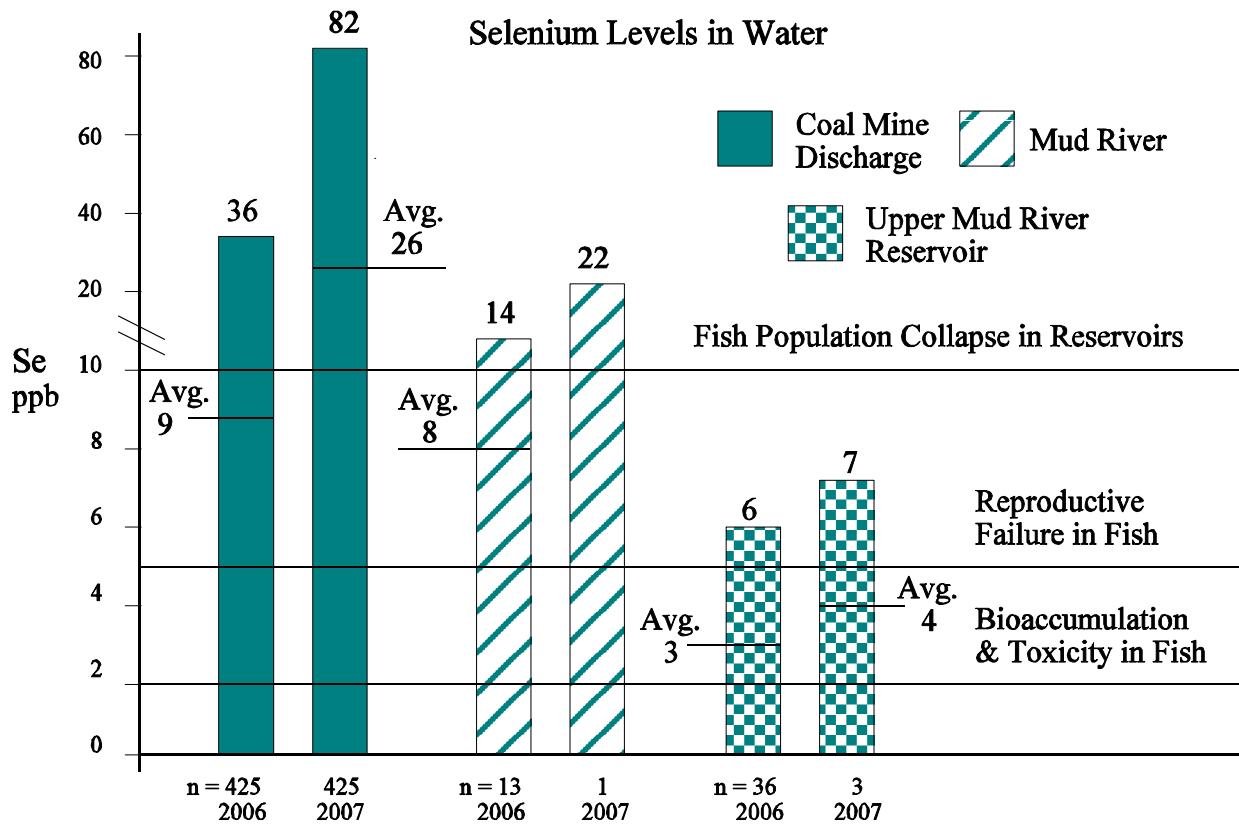 Selenium Levels in Water
Coal Mine
Discharge
Mud River
Upper Mud River
Reservoir
Se
ppb
80
60
40
20
10
8
6
4
2
0
36
82
Avg.
9
Avg.
26
14
22
Avg.
8
6
7
Avg.
3
Avg.
4
Fish Population Collapse in Reservoirs
Reproductive
Failure in Fish
Bioaccumulation
& Toxicity in Fish
n = 425
2006
425
2007
n = 13
2006
1
2007
n = 36
2006
3
2007